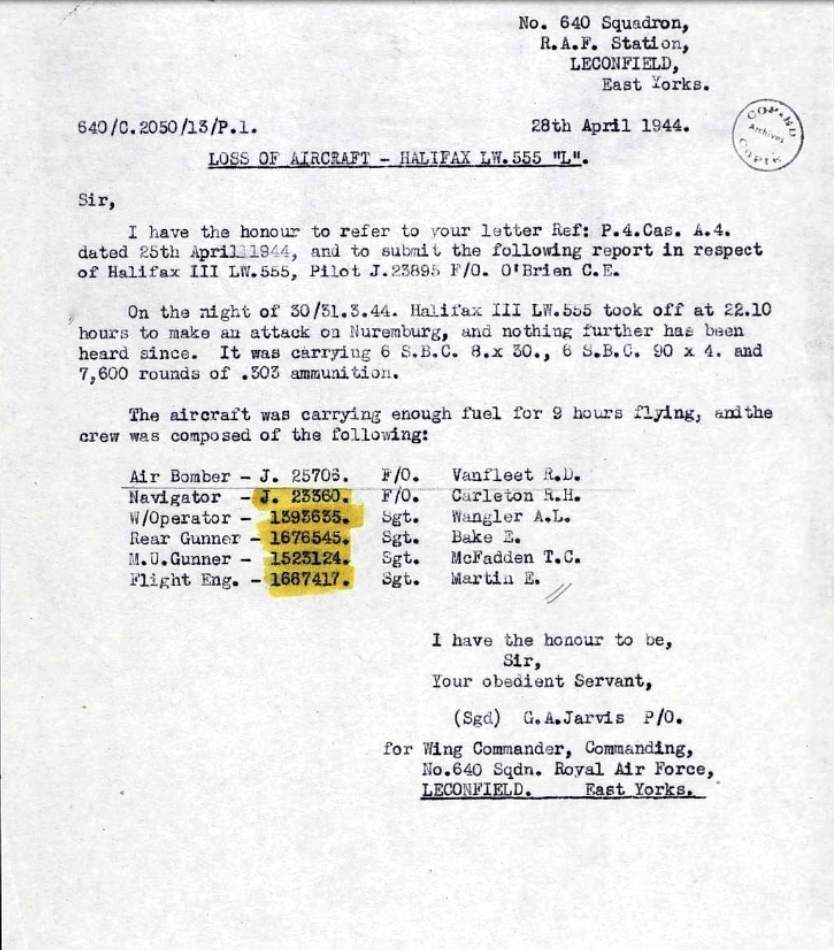 No. 640 Squadron,
R.A.F. Station,
LECONFIELD,
East Yorks.
640/C.2050/13/P.1.
28th April 1944.
COPAND
Archives
LOSS OF AIRCRAFT - HALIFAX LW.555 "L".
Sir,
I have the honour to refer to your letter Ref: P.4.Cas. A.4.
dated 25th April 1944, and to submit the following report in respect
of Halifax III LW.555, Pilot J.23895 F/O. O'Brien C.E.
On the night of 30/31.3.44. Halifax III LW.555 took off at 22.10
hours to make an attack on Nuremburg, and nothing further has been
heard since. It was carrying 6 S.B.C. 8.x 30., 6 S.B.C. 90 x 4. and
7,600 rounds of .303 ammunition.
The aircraft was carrying enough fuel for 9 hours flying, and the
crew was composed of the following:
Air Bomber - J. 25706. F/O. Vanfleet R.D.
Navigator - J. 23360. F/O. Carleton R.H.
W/Operator - 1393635. Sgt. Wangler A.L.
Rear Gunner - 1676545. Sgt. Bake E.
M.U.Gunner - 1523124. Sgt. McFadden T.C.
Flight Eng. - 1667417. Sgt. Martin E.
I have the honour to be,
Sir,
Your obedient Servant,
(Sgd) G.A.Jarvis P/O.
for Wing Commander, Commanding,
No.640 Sqdn. Royal Air Force,
LECONFIELD. East Yorks.